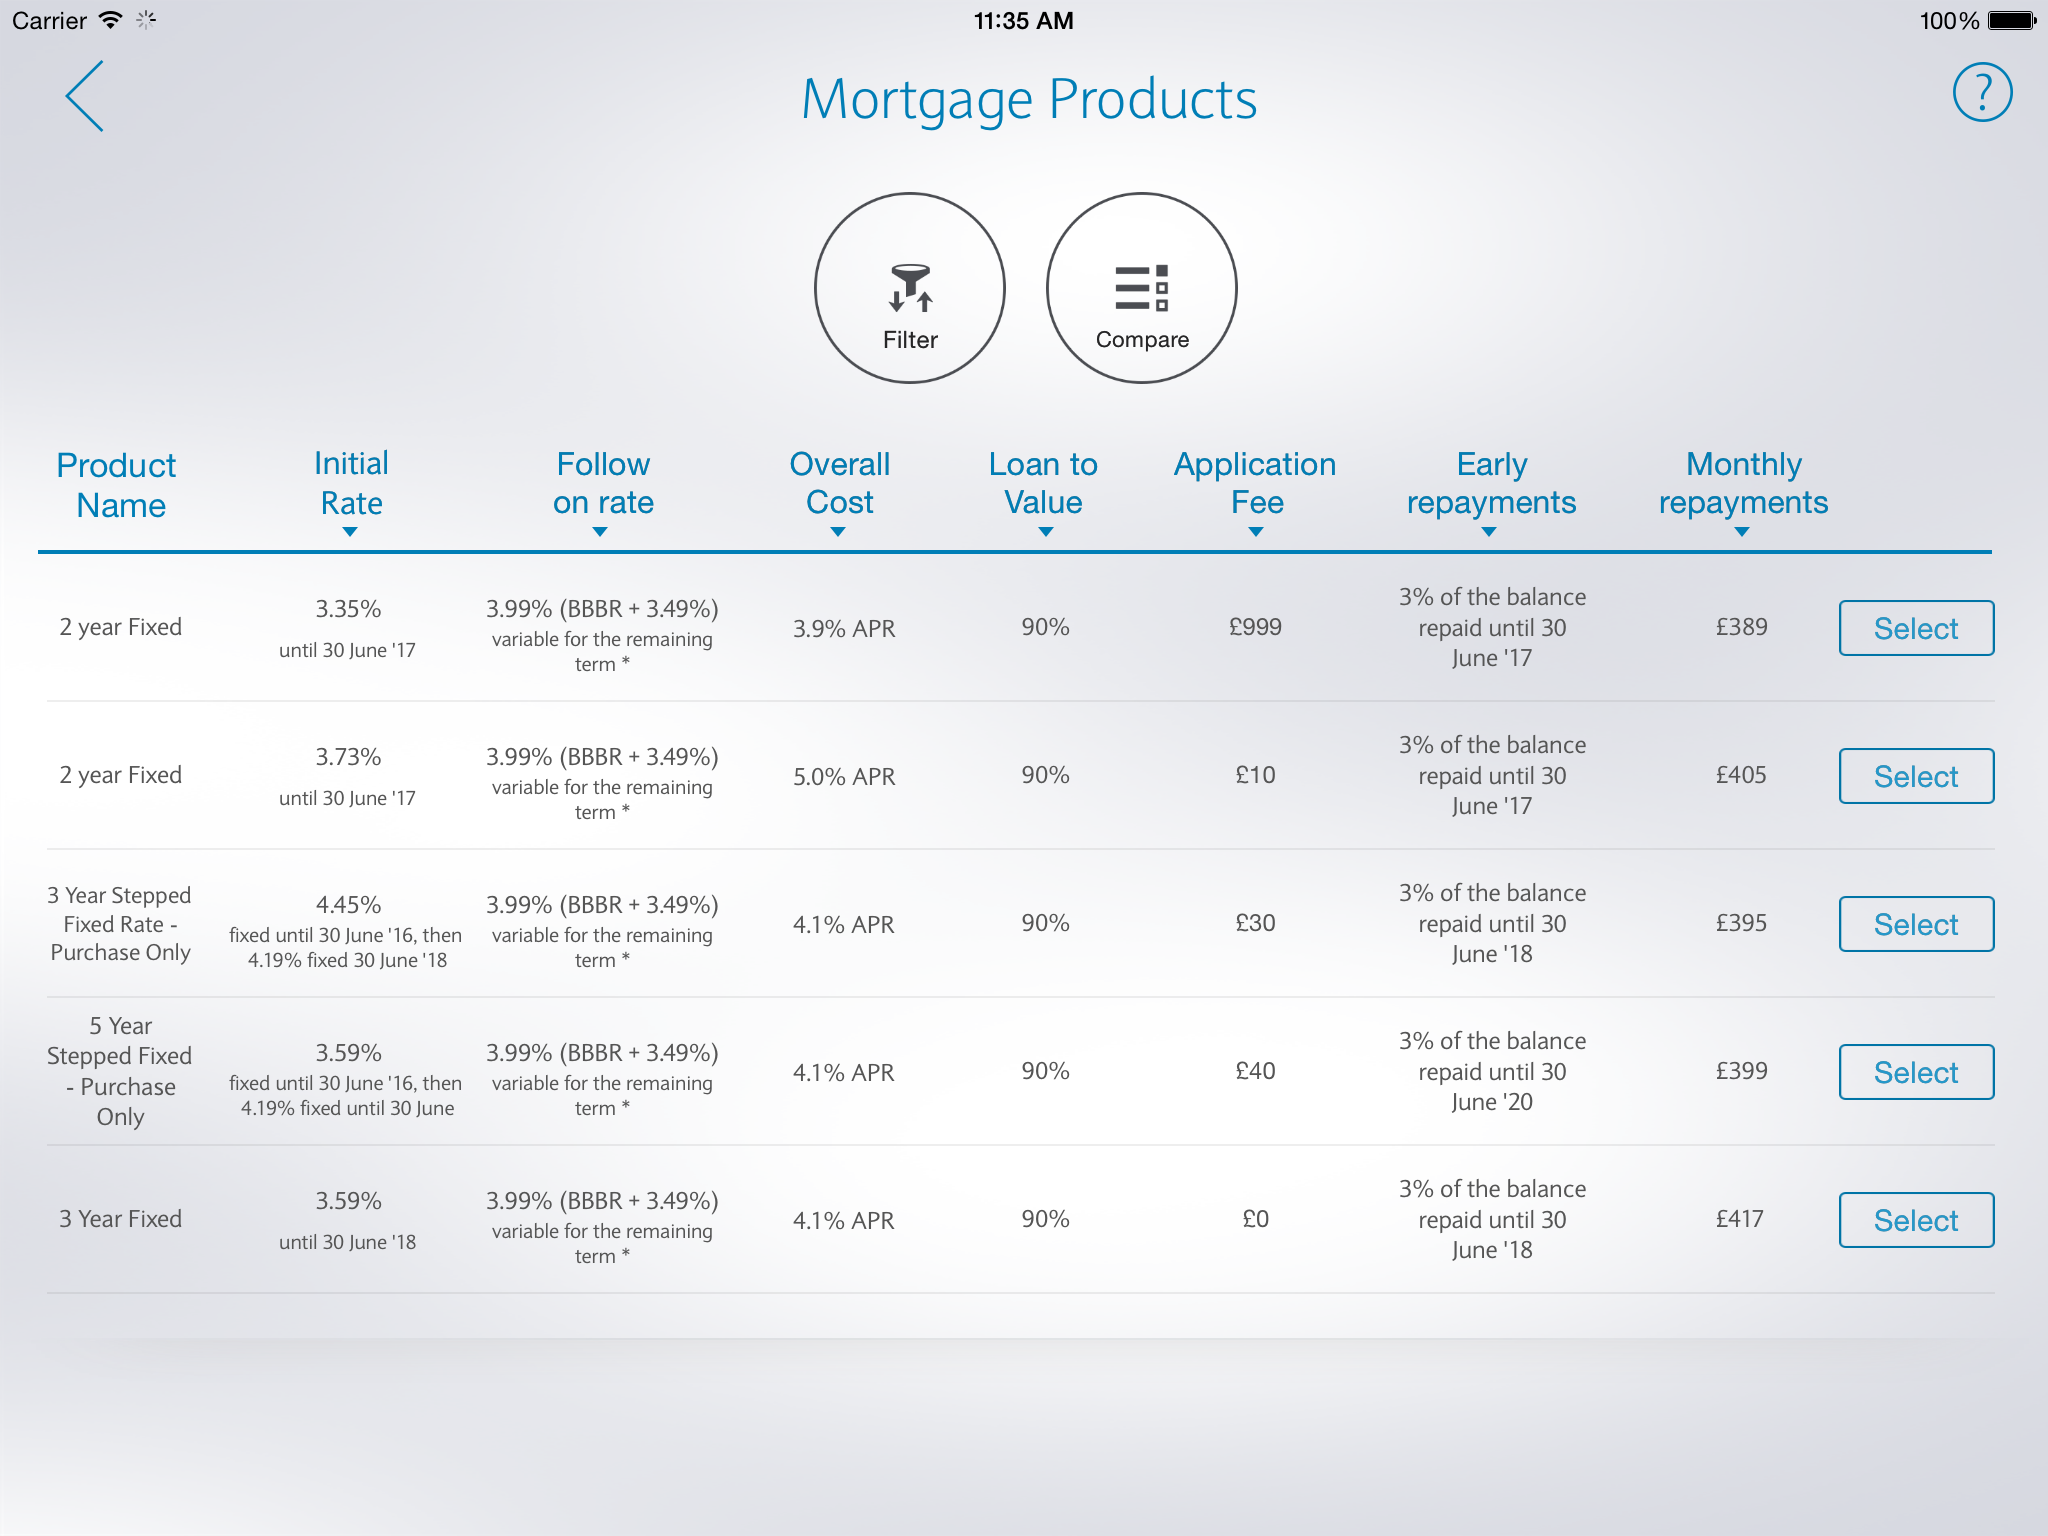 Carrier
11:35 AM
100%
Mortgage Products
?
Filter
Compare
Product
Name
Initial
Rate
Follow
on rate
Overall
Cost
Loan to
Value
Application
Fee
Early
repayments
Monthly
repayments
2 year Fixed
3.35%
until 30 June '17
3.99% (BBBR + 3.49%)
variable for the remaining
term *
3.9% APR
90%
£999
3% of the balance
repaid until 30
June '17
£389
Select
2 year Fixed
3.73%
until 30 June '17
3.99% (BBBR + 3.49%)
variable for the remaining
term *
5.0% APR
90%
£10
3% of the balance
repaid until 30
June '17
£405
Select
3 Year Stepped
Fixed Rate -
Purchase Only
4.45%
fixed until 30 June '16, then
4.19% fixed 30 June '18
3.99% (BBBR + 3.49%)
variable for the remaining
term *
4.1% APR
90%
£30
3% of the balance
repaid until 30
June '18
£395
Select
5 Year
Stepped Fixed
- Purchase
Only
3.59%
fixed until 30 June '16, then
4.19% fixed until 30 June
3.99% (BBBR + 3.49%)
variable for the remaining
term *
4.1% APR
90%
£40
3% of the balance
repaid until 30
June '20
£399
Select
3 Year Fixed
3.59%
until 30 June '18
3.99% (BBBR + 3.49%)
variable for the remaining
term *
4.1% APR
90%
£0
3% of the balance
repaid until 30
June '18
£417
Select